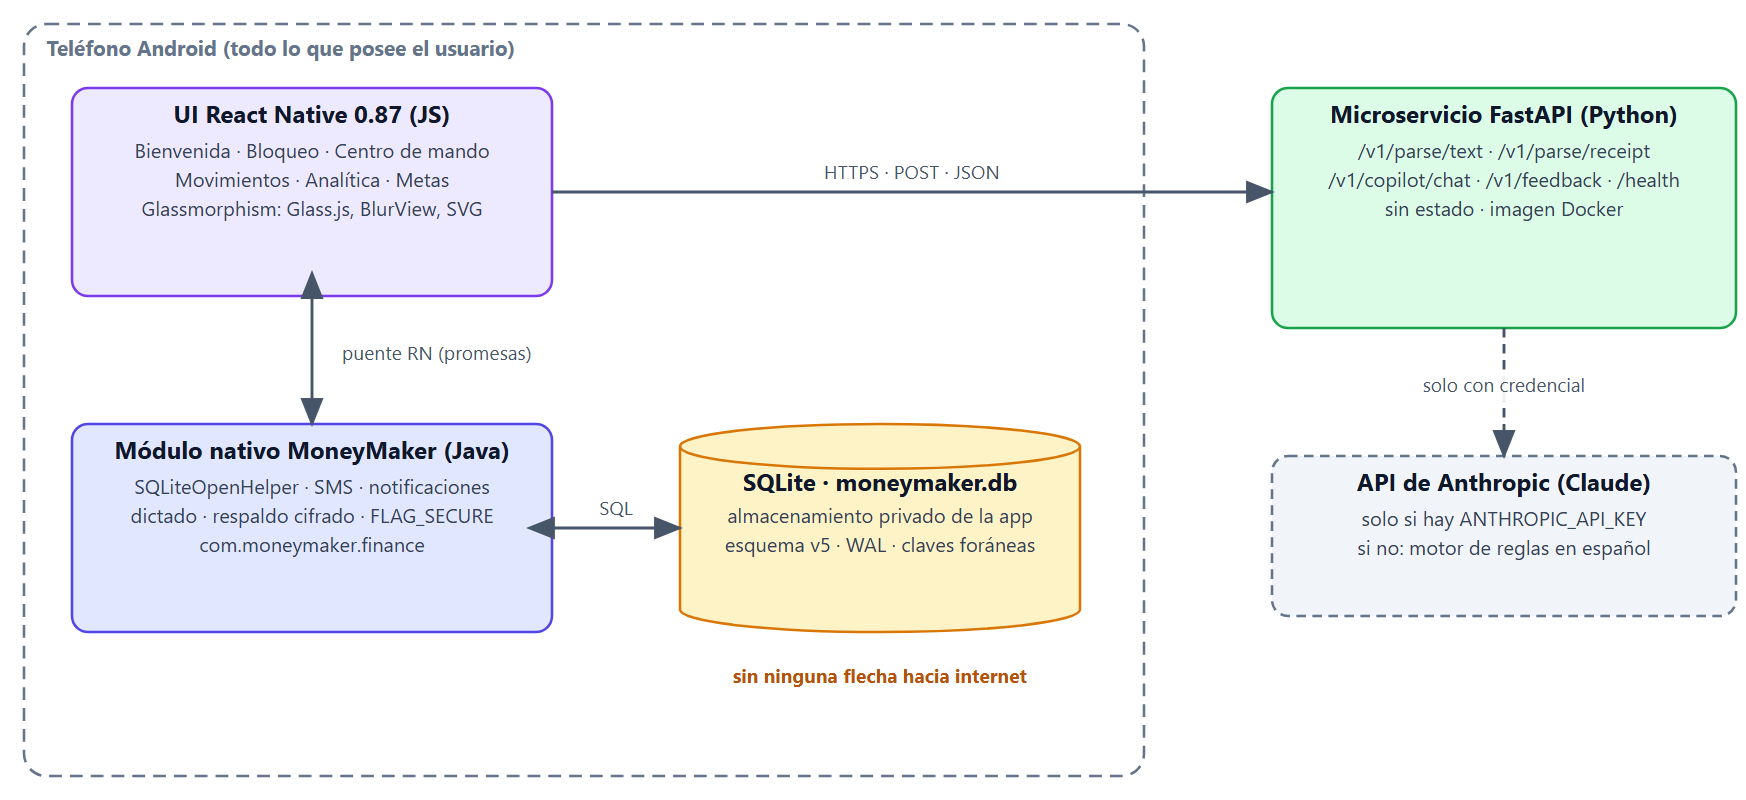 Teléfono Android (todo lo que posee el usuario)
UI React Native 0.87 (JS)
Bienvenida · Bloqueo · Centro de mando
Movimientos · Analítica · Metas
Glassmorphism: Glass.js, BlurView, SVG
HTTPS · POST · JSON
Microservicio FastAPI (Python)
/v1/parse/text · /v1/parse/receipt
/v1/copilot/chat · /v1/feedback · /health
sin estado · imagen Docker
puente RN (promesas)
solo con credencial
Módulo nativo MoneyMaker (Java)
SQLiteOpenHelper · SMS · notificaciones
dictado · respaldo cifrado · FLAG_SECURE
com.moneymaker.finance
SQL
SQLite · moneymaker.db
almacenamiento privado de la app
esquema v5 · WAL · claves foráneas
API de Anthropic (Claude)
solo si hay ANTHROPIC_API_KEY
si no: motor de reglas en español
sin ninguna flecha hacia internet